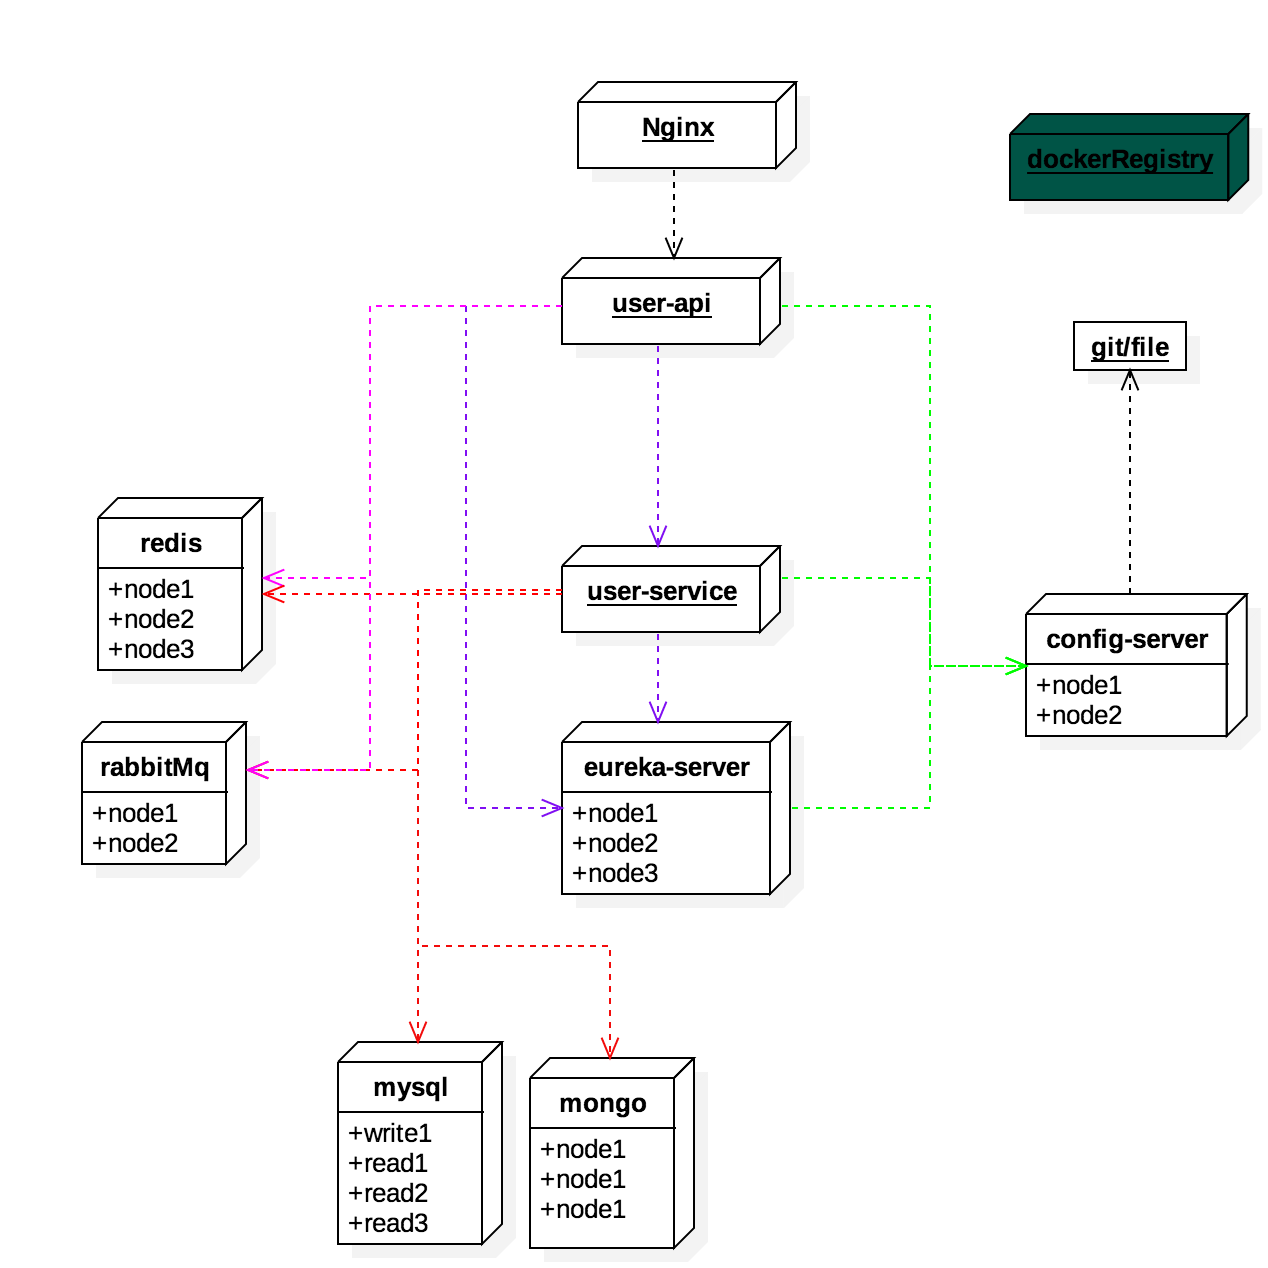 Nginx
dockerRegistry
user-api
git/file
redis
+node1
+node2
+node3
user-service
config-server
+node1
+node2
rabbitMq
+node1
+node2
eureka-server
+node1
+node2
+node3
mysql
+write1
+read1
+read2
+read3
mongo
+node1
+node1
+node1